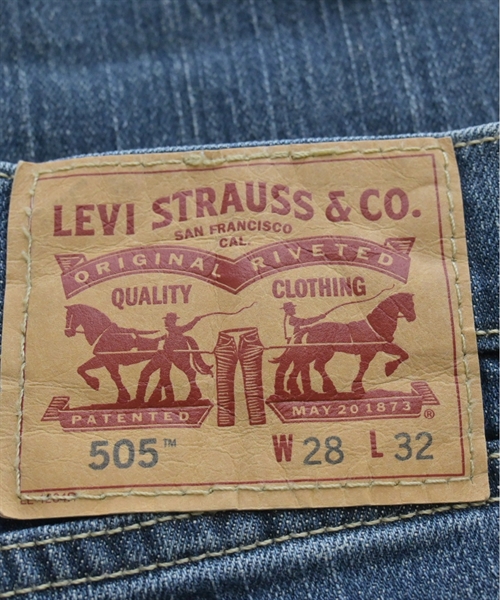 LEVI STRAUSS & CO.
SAN FRANCISCO
CAL.
ORIGINAL RIVETED
QUALITY CLOTHING
PATENTED MAY 20 1873 ®
505™ W 28 L 32